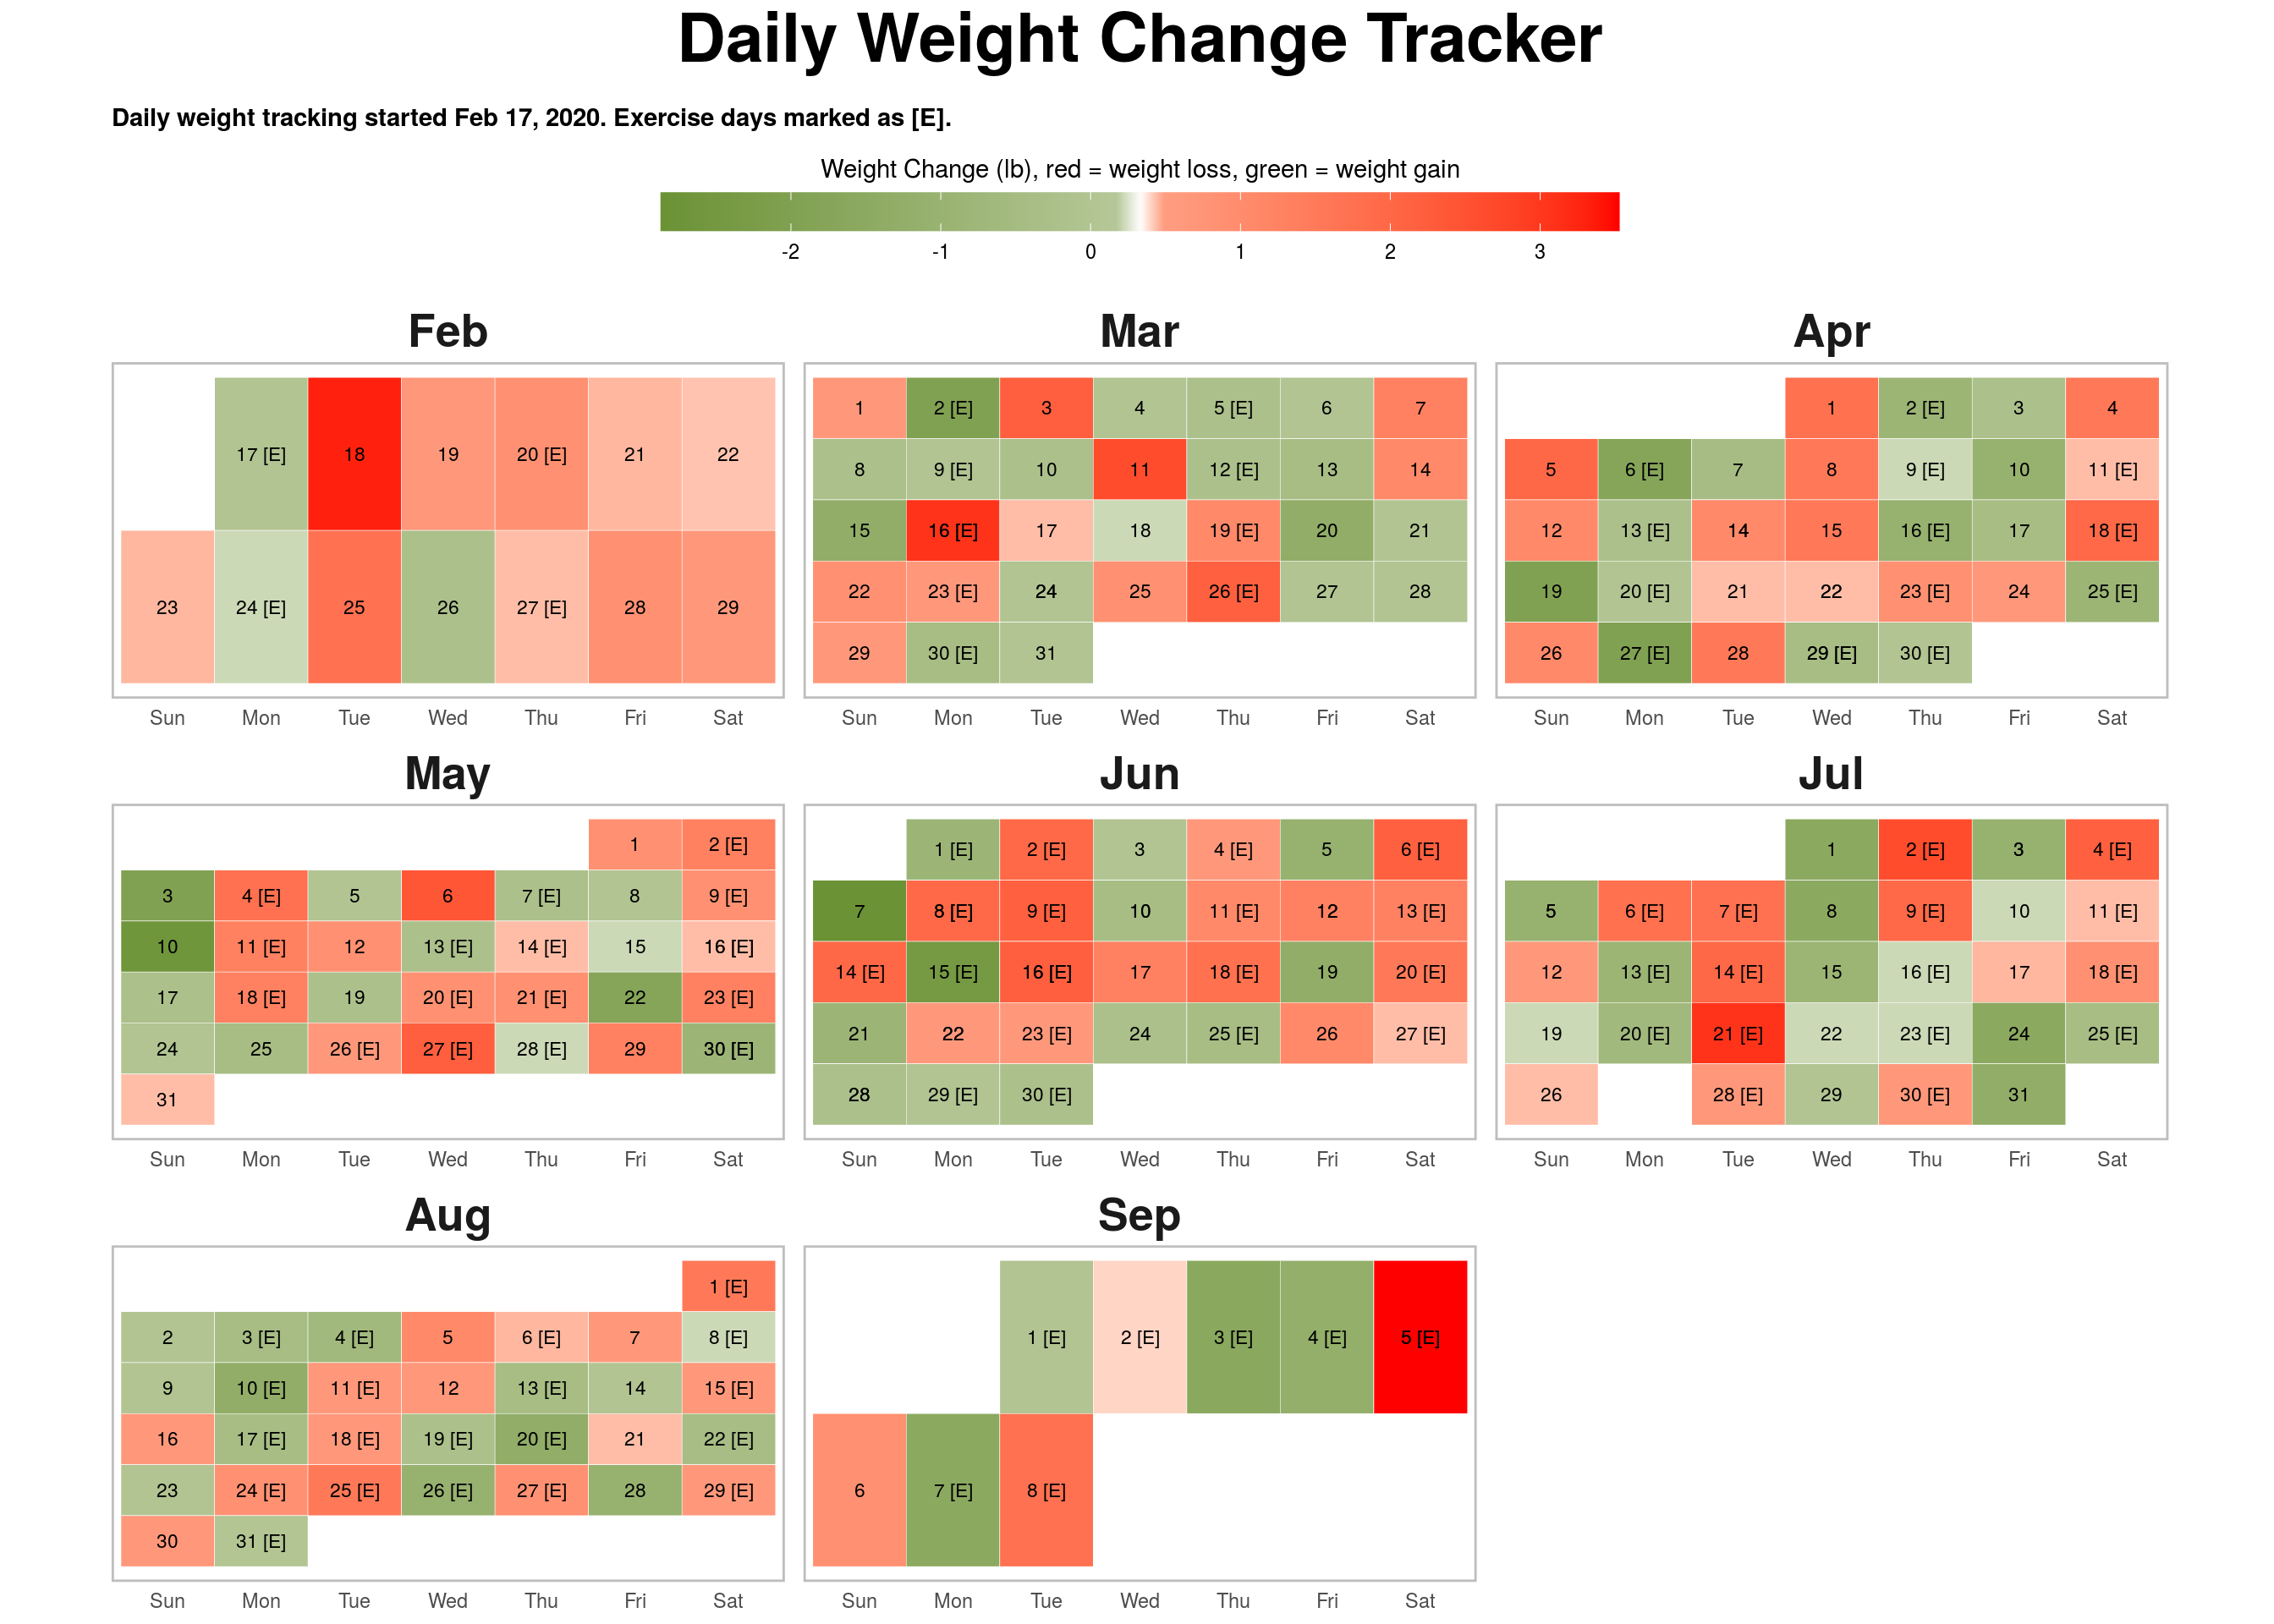 Daily Weight Change Tracker
Daily weight tracking started Feb 17, 2020. Exercise days marked as [E].
Weight Change (lb), red = weight loss, green = weight gain
-2 -1 0 1 2 3
Feb
17 [E] 18 19 20 [E] 21 22
23 24 [E] 25 26 27 [E] 28 29
Sun Mon Tue Wed Thu Fri Sat
Mar
1 2 [E] 3 4 5 [E] 6 7
8 9 [E] 10 11 12 [E] 13 14
15 16 [E] 17 18 19 [E] 20 21
22 23 [E] 24 25 26 [E] 27 28
29 30 [E] 31
Sun Mon Tue Wed Thu Fri Sat
Apr
1 2 [E] 3 4
5 6 [E] 7 8 9 [E] 10 11 [E]
12 13 [E] 14 15 16 [E] 17 18 [E]
19 20 [E] 21 22 23 [E] 24 25 [E]
26 27 [E] 28 29 [E] 30 [E]
Sun Mon Tue Wed Thu Fri Sat
May
1 2 [E]
3 4 [E] 5 6 7 [E] 8 9 [E]
10 11 [E] 12 13 [E] 14 [E] 15 16 [E]
17 18 [E] 19 20 [E] 21 [E] 22 23 [E]
24 25 26 [E] 27 [E] 28 [E] 29 30 [E]
31
Sun Mon Tue Wed Thu Fri Sat
Jun
1 [E] 2 [E] 3 4 [E] 5 6 [E]
7 8 [E] 9 [E] 10 11 [E] 12 13 [E]
14 [E] 15 [E] 16 [E] 17 18 [E] 19 20 [E]
21 22 23 [E] 24 25 [E] 26 27 [E]
28 29 [E] 30 [E]
Sun Mon Tue Wed Thu Fri Sat
Jul
1 2 [E] 3 4 [E]
5 6 [E] 7 [E] 8 9 [E] 10 11 [E]
12 13 [E] 14 [E] 15 16 [E] 17 18 [E]
19 20 [E] 21 [E] 22 23 [E] 24 25 [E]
26 28 [E] 29 30 [E] 31
Sun Mon Tue Wed Thu Fri Sat
Aug
1 [E]
2 3 [E] 4 [E] 5 6 [E] 7 8 [E]
9 10 [E] 11 [E] 12 13 [E] 14 15 [E]
16 17 [E] 18 [E] 19 [E] 20 [E] 21 22 [E]
23 24 [E] 25 [E] 26 [E] 27 [E] 28 29 [E]
30 31 [E]
Sun Mon Tue Wed Thu Fri Sat
Sep
1 [E] 2 [E] 3 [E] 4 [E] 5 [E]
6 7 [E] 8 [E]
Sun Mon Tue Wed Thu Fri Sat